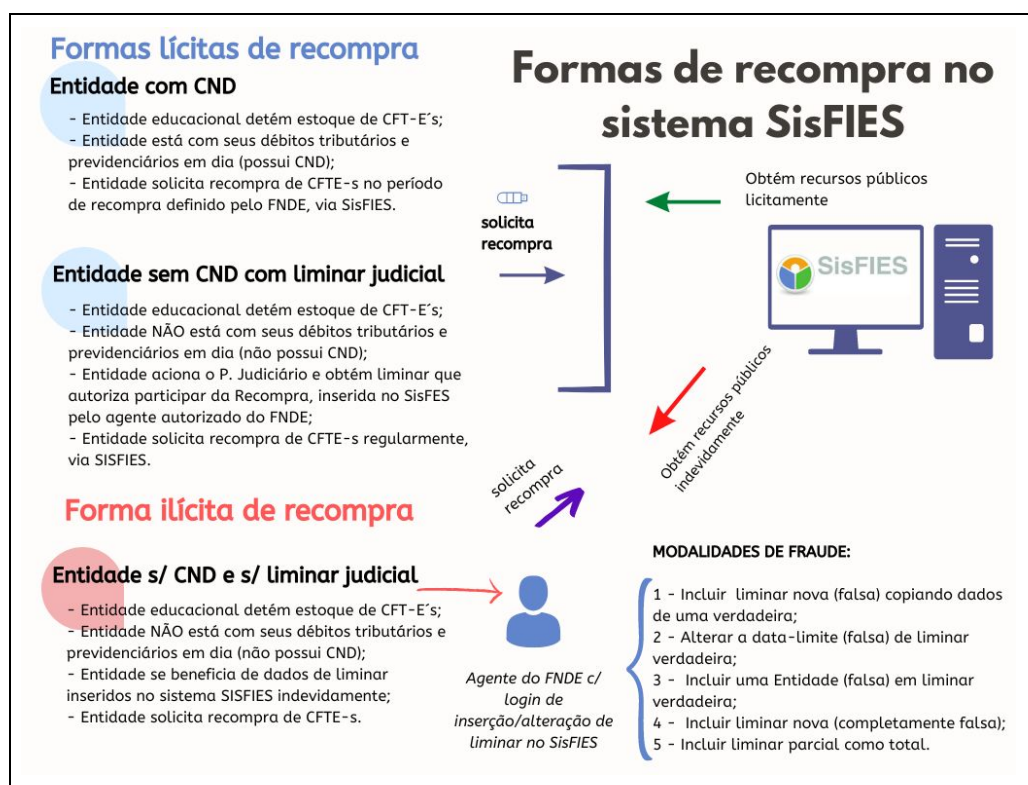 Formas lícitas de recompra
Entidade com CND
- Entidade educacional detém estoque de CFT-E´s;
- Entidade está com seus débitos tributários e
previdenciários em dia (possui CND);
- Entidade solicita recompra de CFTE-s no período
de recompra definido pelo FNDE, via SisFIES.
Entidade sem CND com liminar judicial
- Entidade educacional detém estoque de CFT-E´s;
- Entidade NÃO está com seus débitos tributários e
previdenciários em dia (não possui CND);
- Entidade aciona o P. Judiciário e obtém liminar que
autoriza participar da Recompra, inserida no SisFES
pelo agente autorizado do FNDE;
- Entidade solicita recompra de CFTE-s regularmente,
via SISFIES.
Forma ilícita de recompra
Entidade s/ CND e s/ liminar judicial
- Entidade educacional detém estoque de CFT-E´s;
- Entidade NÃO está com seus débitos tributários e
previdenciários em dia (não possui CND);
- Entidade se beneficia de dados de liminar
inseridos no sistema SISFIES indevidamente;
- Entidade solicita recompra de CFTE-s.
Formas de recompra no
sistema SisFIES
solicita
recompra
Obtém recursos públicos
licitamente
SisFIES
Obtém recursos públicos
indevidamente
solicita
recompra
Agente do FNDE c/
login de
inserção/alteração de
liminar no SisFIES
MODALIDADES DE FRAUDE:
1 - Incluir liminar nova (falsa) copiando dados
de uma verdadeira;
2 - Alterar a data-limite (falsa) de liminar
verdadeira;
3 - Incluir uma Entidade (falsa) em liminar
verdadeira;
4 - Incluir liminar nova (completamente falsa);
5 - Incluir liminar parcial como total.